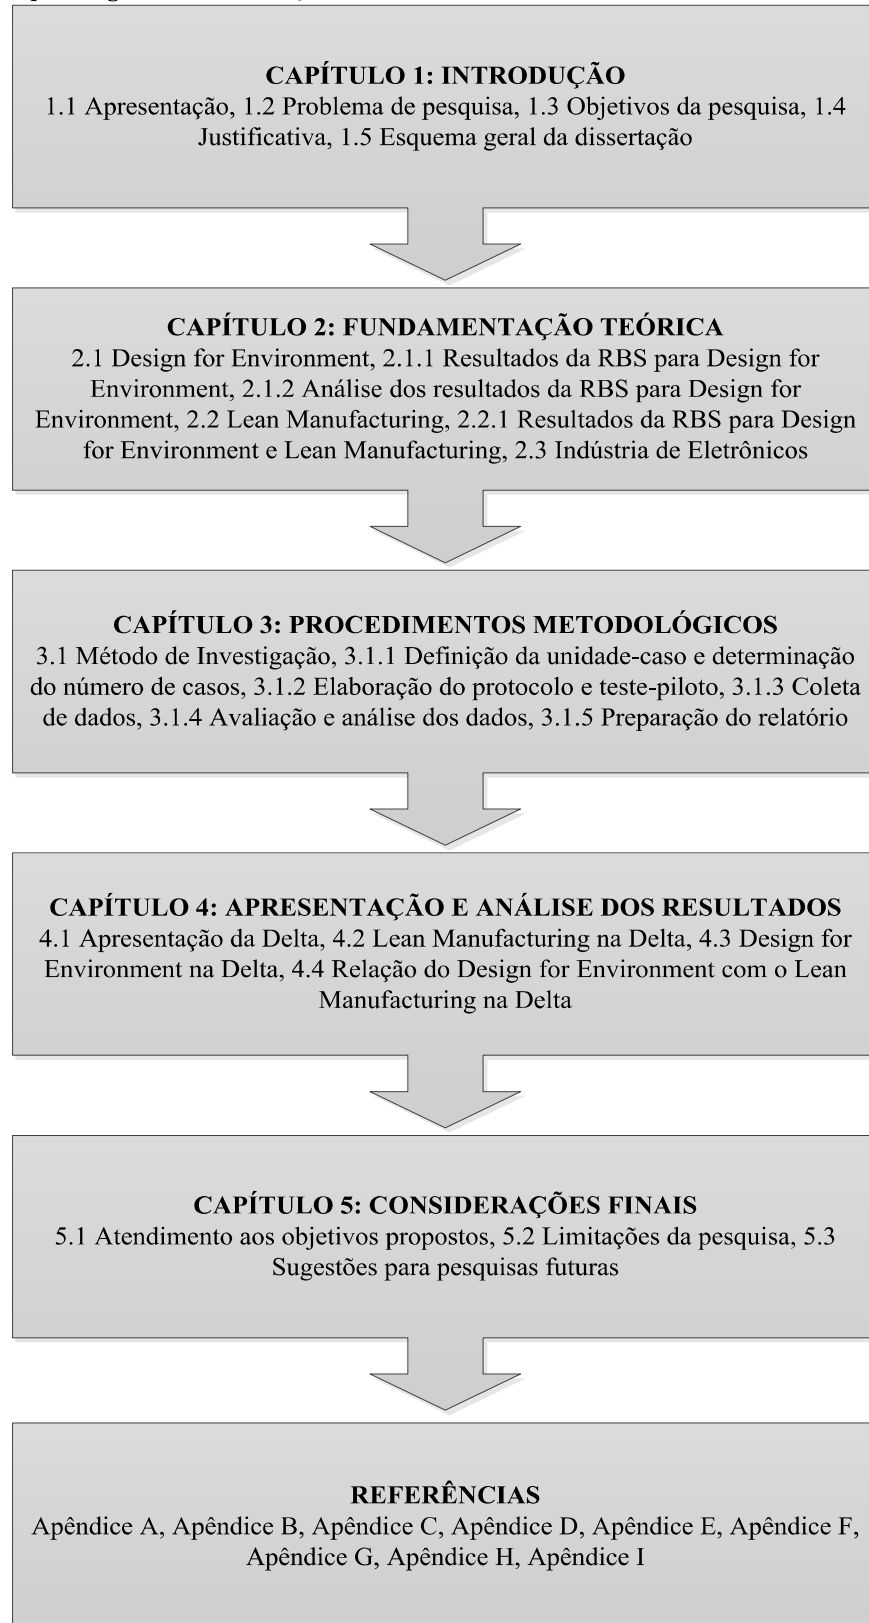 CAPÍTULO 1: INTRODUÇÃO
1.1 Apresentação, 1.2 Problema de pesquisa, 1.3 Objetivos da pesquisa, 1.4
Justificativa, 1.5 Esquema geral da dissertação
CAPÍTULO 2: FUNDAMENTAÇÃO TEÓRICA
2.1 Design for Environment, 2.1.1 Resultados da RBS para Design for
Environment, 2.1.2 Análise dos resultados da RBS para Design for
Environment, 2.2 Lean Manufacturing, 2.2.1 Resultados da RBS para Design
for Environment e Lean Manufacturing, 2.3 Indústria de Eletrônicos
CAPÍTULO 3: PROCEDIMENTOS METODOLÓGICOS
3.1 Método de Investigação, 3.1.1 Definição da unidade-caso e determinação
do número de casos, 3.1.2 Elaboração do protocolo e teste-piloto, 3.1.3 Coleta
de dados, 3.1.4 Avaliação e análise dos dados, 3.1.5 Preparação do relatório
CAPÍTULO 4: APRESENTAÇÃO E ANÁLISE DOS RESULTADOS
4.1 Apresentação da Delta, 4.2 Lean Manufacturing na Delta, 4.3 Design for
Environment na Delta, 4.4 Relação do Design for Environment com o Lean
Manufacturing na Delta
CAPÍTULO 5: CONSIDERAÇÕES FINAIS
5.1 Atendimento aos objetivos propostos, 5.2 Limitações da pesquisa, 5.3
Sugestões para pesquisas futuras
REFERÊNCIAS
Apêndice A, Apêndice B, Apêndice C, Apêndice D, Apêndice E, Apêndice F,
Apêndice G, Apêndice H, Apêndice I